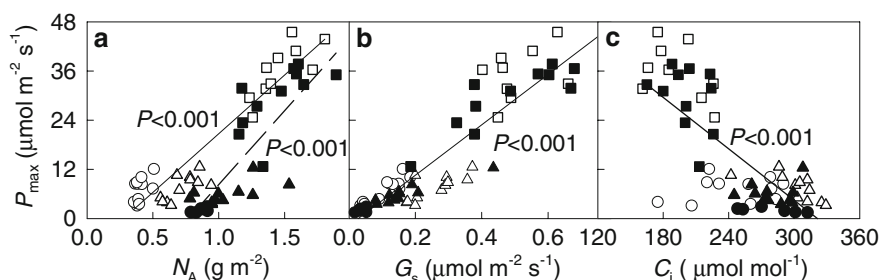 48
36
24
12
0
P_max (μmol m⁻² s⁻¹)
a
P<0.001
P<0.001
0.0 0.5 1.0 1.5
N_A (g m⁻²)
b
P<0.001
0.0 0.2 0.4 0.6
G_s (μmol m⁻² s⁻¹)
c
P<0.001
120 180 240 300 360
C_i (μmol mol⁻¹)